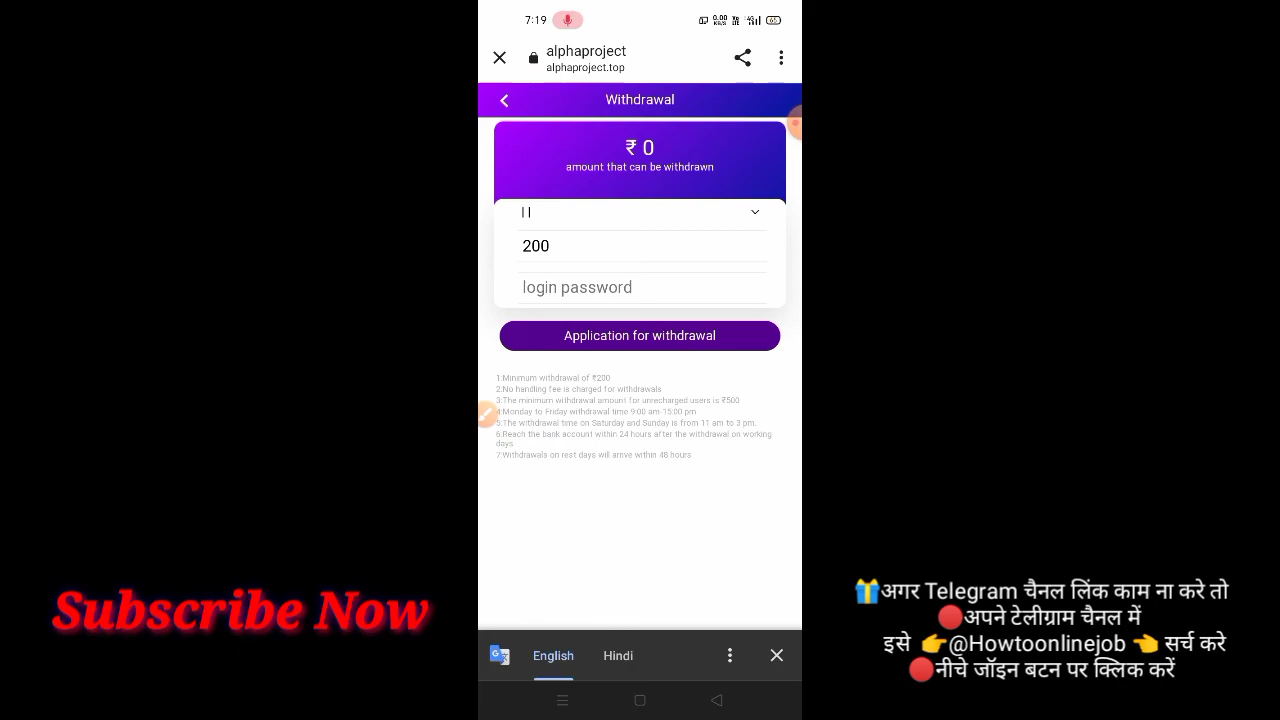 7:19
0.00 KB/S
65
alphaproject
alphaproject.top
Withdrawal
₹ 0
amount that can be withdrawn
200
login password
Application for withdrawal
1:Minimum withdrawal of ₹200
2:No handling fee is charged for withdrawals
3:The minimum withdrawal amount for unrecharged users is ₹500
4:Monday to Friday withdrawal time 9:00 am-15:00 pm
5:The withdrawal time on Saturday and Sunday is from 11 am to 3 pm.
6:Reach the bank account within 24 hours after the withdrawal on working
days.
7:Withdrawals on rest days will arrive within 48 hours
English Hindi
Subscribe Now
🎁अगर Telegram चैनल लिंक काम ना करे तो
🔴अपने टेलीग्राम चैनल में
इसे 👉@Howtoonlinejob 👈 सर्च करे
🔴नीचे जॉइन बटन पर क्लिक करें